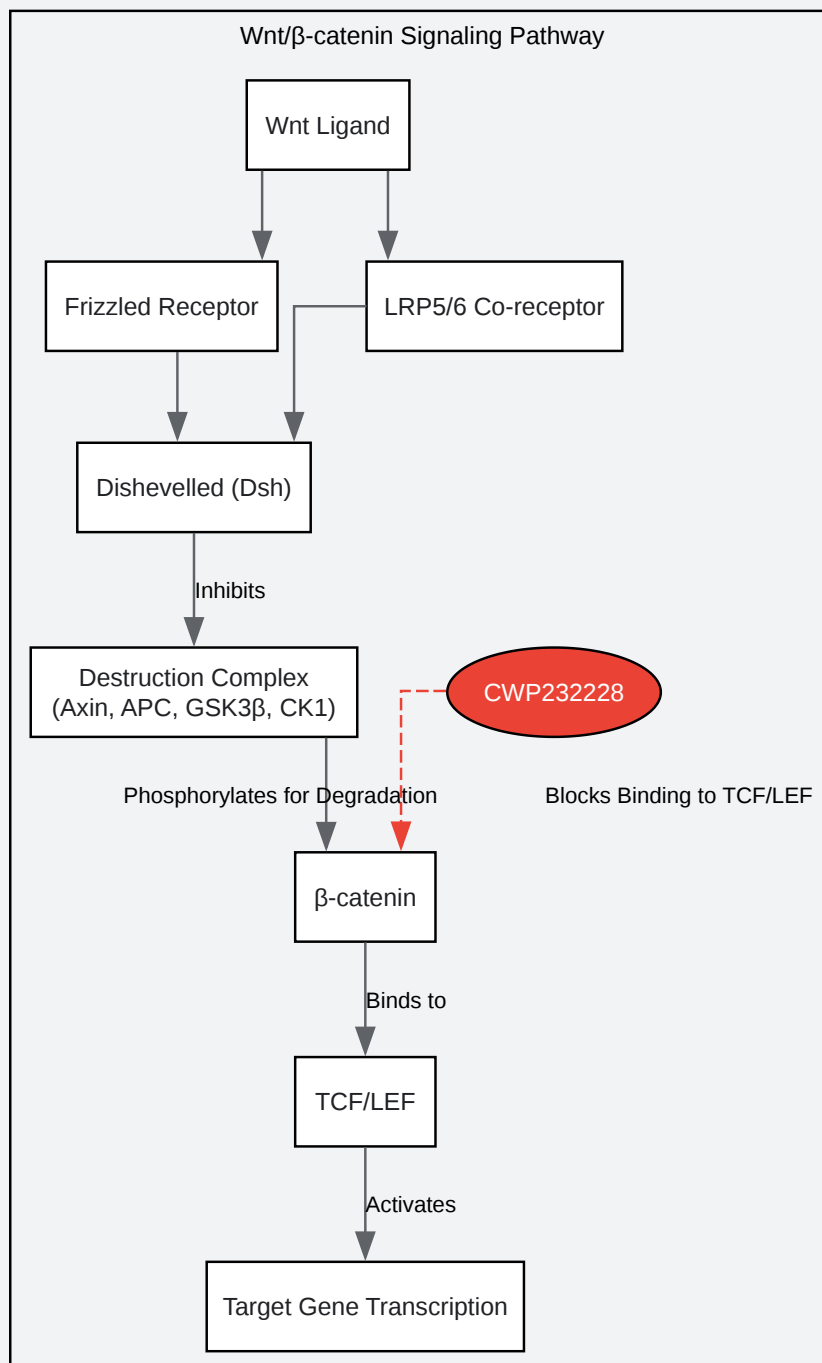 Wnt/β-catenin Signaling Pathway
Wnt Ligand
Frizzled Receptor
LRP5/6 Co-receptor
Dishevelled (Dsh)
Inhibits
Destruction Complex
(Axin, APC, GSK3β, CK1)
CWP232228
Phosphorylates for Degradation
Blocks Binding to TCF/LEF
β-catenin
Binds to
TCF/LEF
Activates
Target Gene Transcription